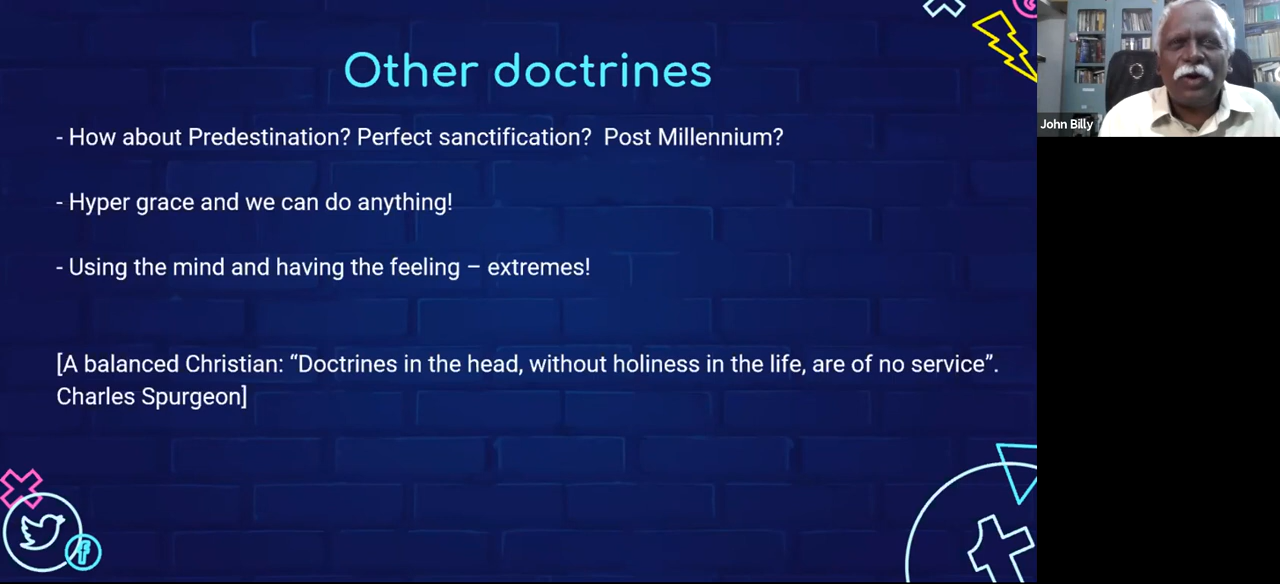 Other doctrines
- How about Predestination? Perfect sanctification?  Post Millennium?
- Hyper grace and we can do anything!
- Using the mind and having the feeling – extremes!
[A balanced Christian: “Doctrines in the head, without holiness in the life, are of no service”.
Charles Spurgeon]
John Billy